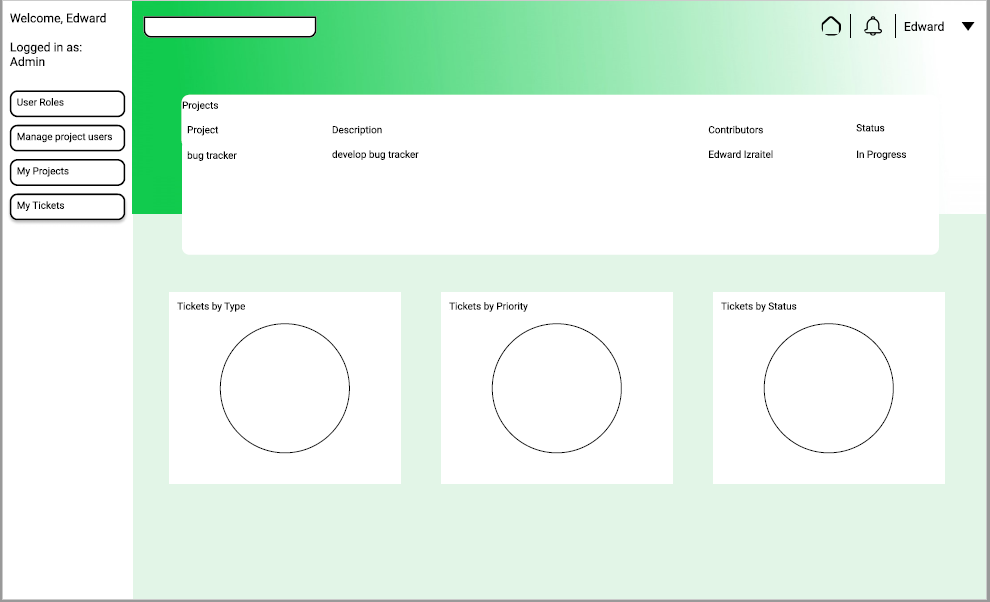 Welcome, Edward
Logged in as:
Admin
User Roles
Manage project users
My Projects
My Tickets
Edward
Projects
Project Description Contributors Status
bug tracker develop bug tracker Edward Izraitel In Progress
Tickets by Type
Tickets by Priority
Tickets by Status